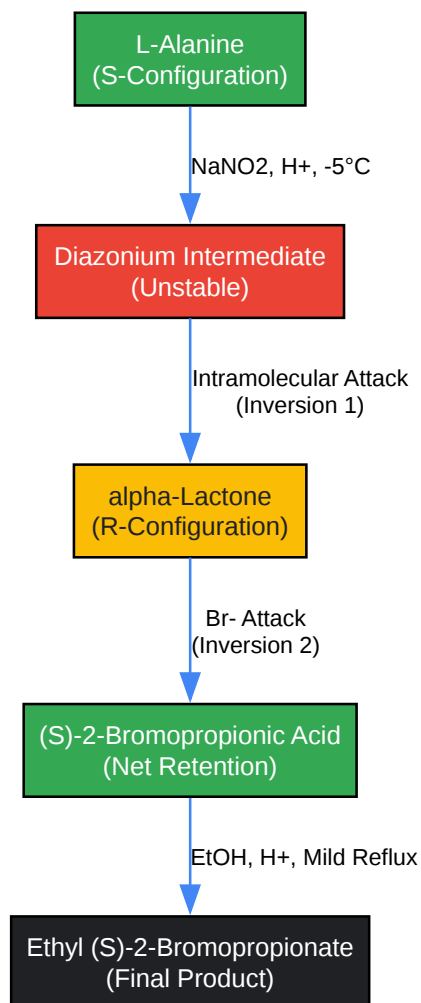 L-Alanine
(S-Configuration)
NaNO2, H+, -5°C
Diazonium Intermediate
(Unstable)
Intramolecular Attack
(Inversion 1)
alpha-Lactone
(R-Configuration)
Br- Attack
(Inversion 2)
(S)-2-Bromopropionic Acid
(Net Retention)
EtOH, H+, Mild Reflux
Ethyl (S)-2-Bromopropionate
(Final Product)